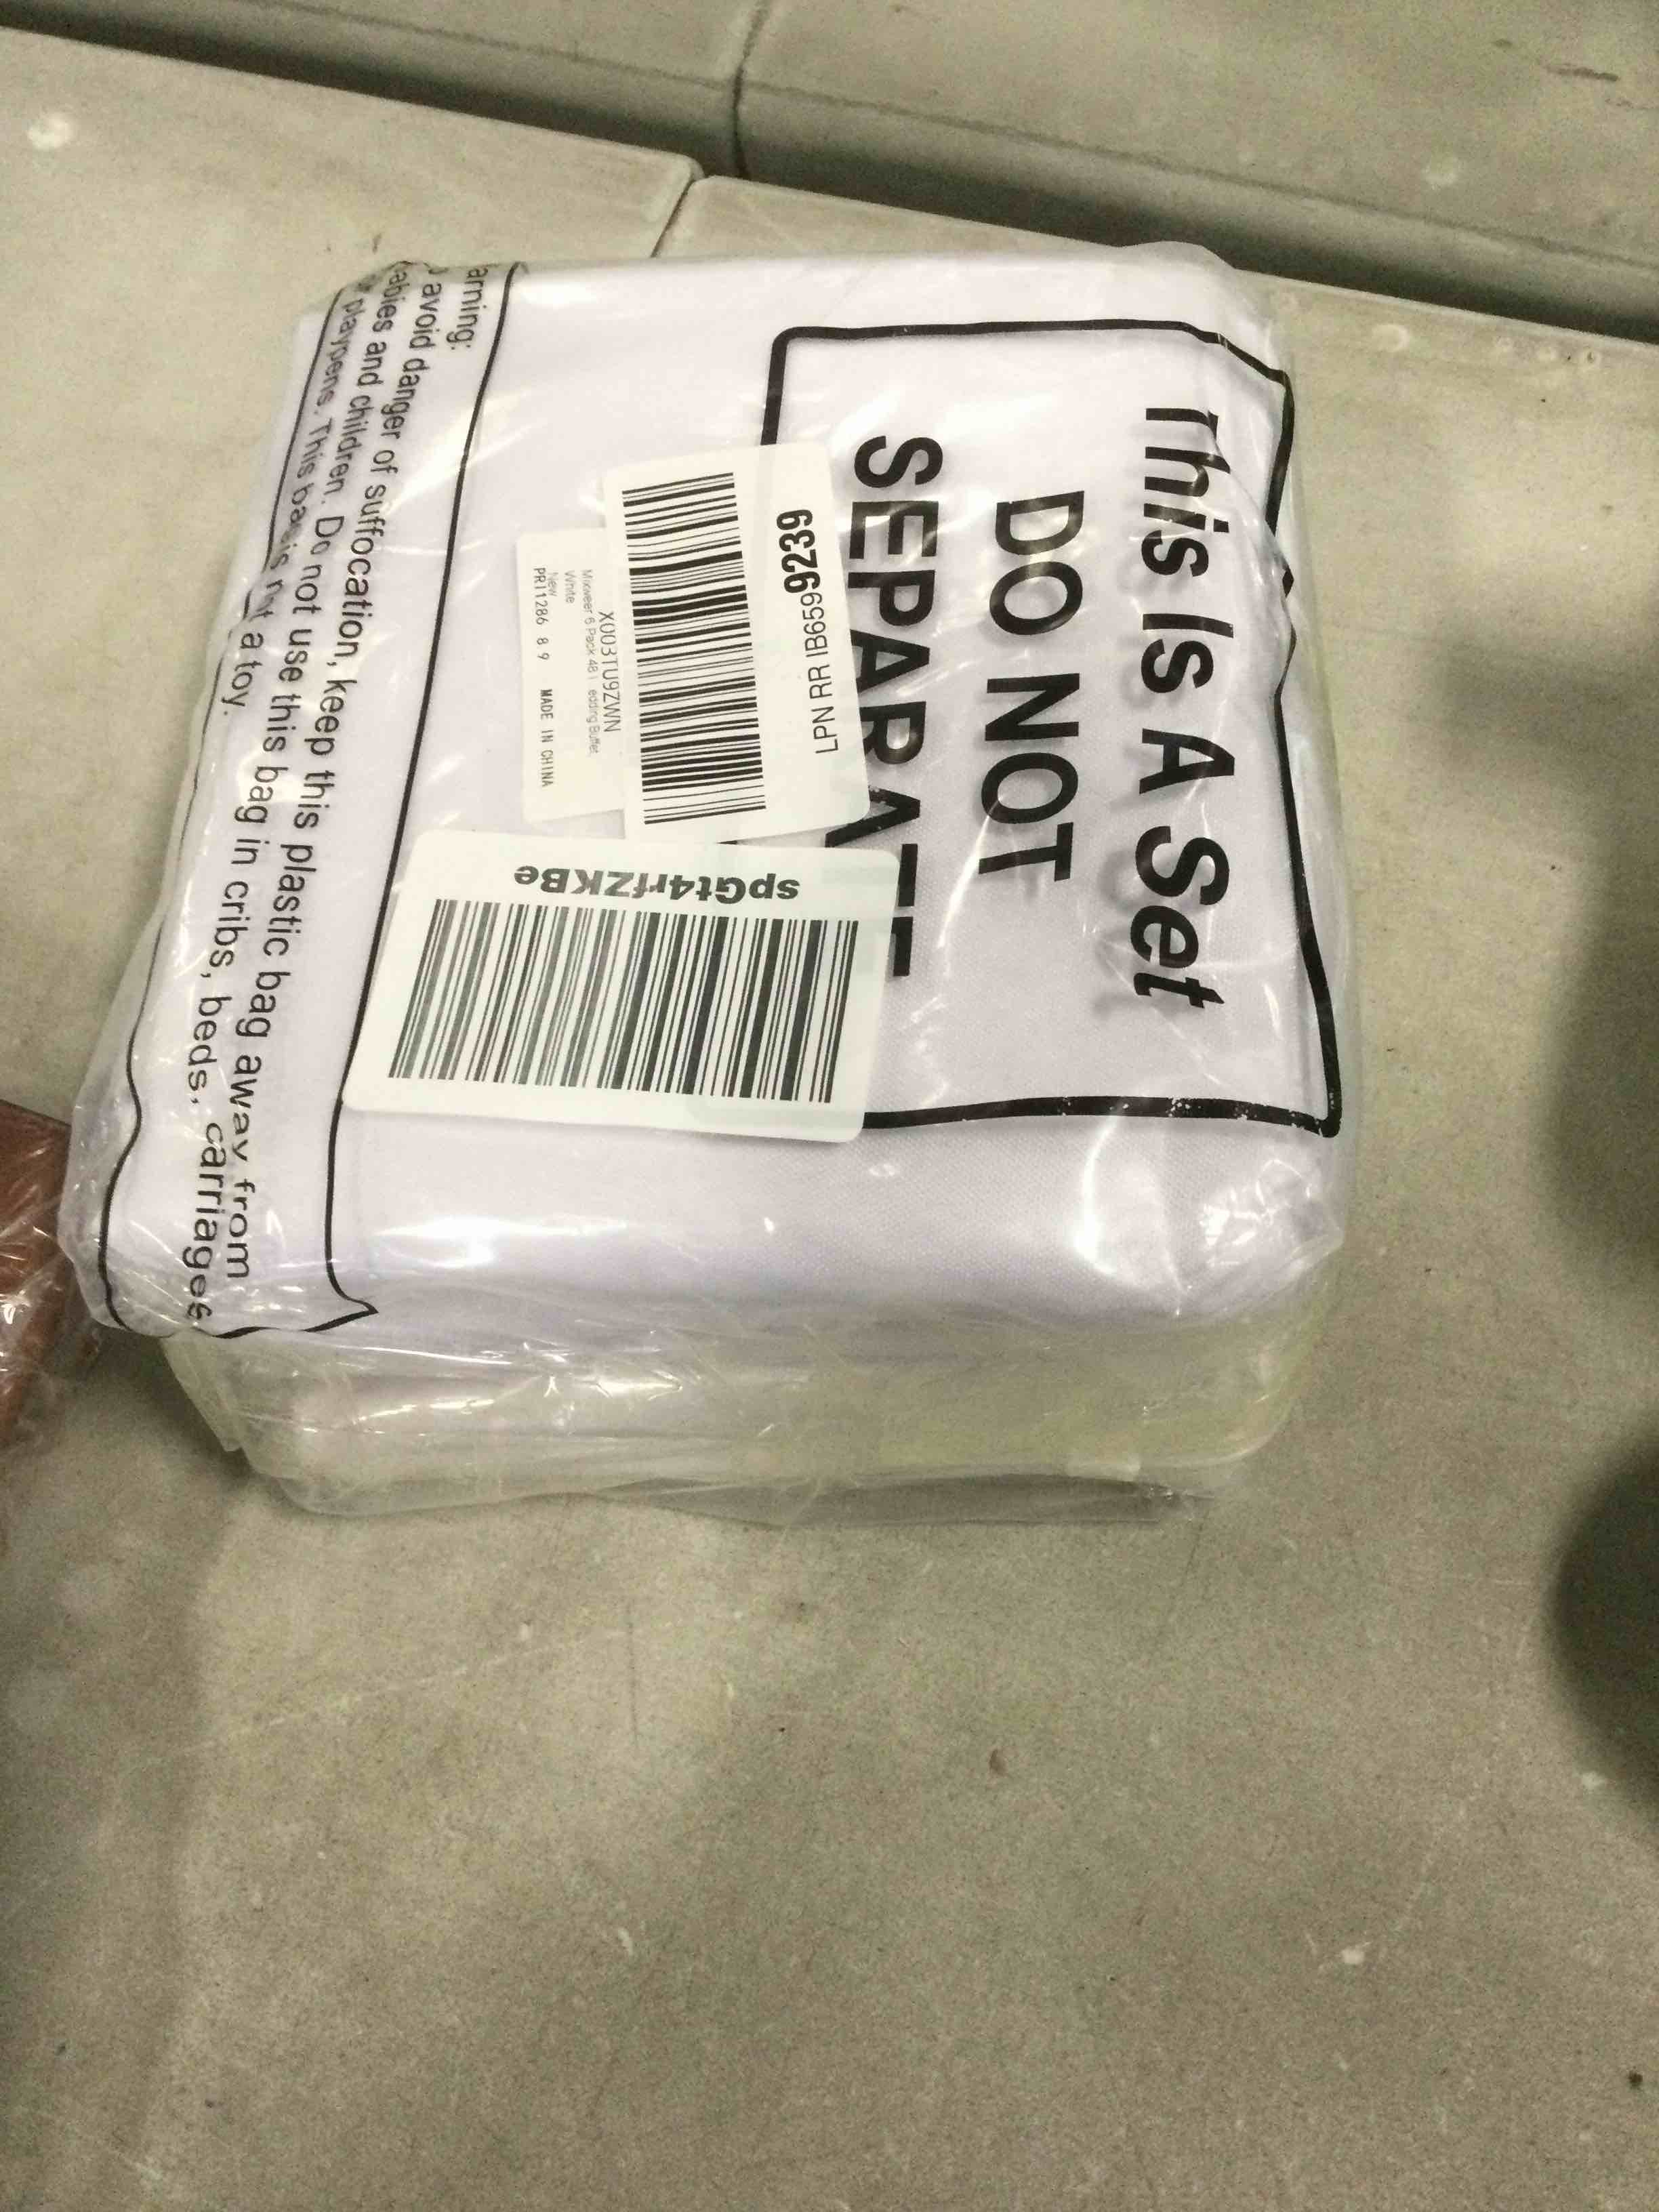 This Is A Set
DO NOT
SEPARATE
LPN RR IB6599239
X003TU9ZWN
Mixweer 6 Pack 48 I edding Buffet,
White
New
PR11286 8 9 MADE IN CHINA
spGt4rfZKBe
arning:
avoid danger of suffocation, keep this plastic bag away from
abies and children. Do not use this bag in cribs, beds, carriages
playpens. This bag is not a toy.